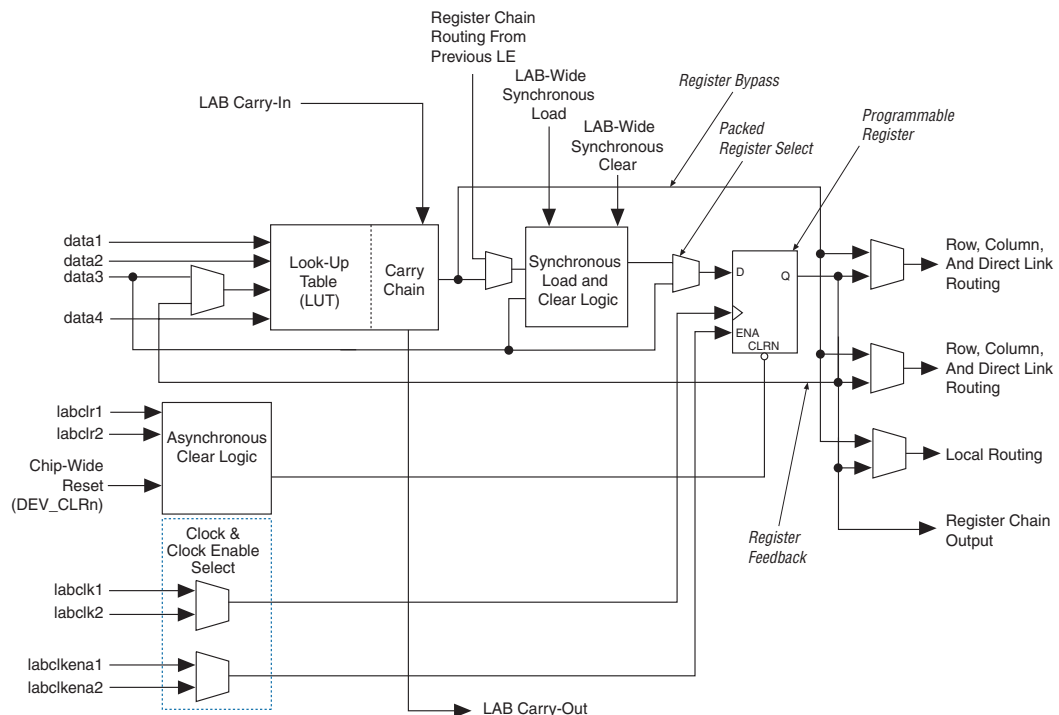 Register Chain
Routing From
Previous LE
LAB-Wide
Synchronous
Load
Register Bypass
LAB Carry-In
LAB-Wide
Synchronous
Clear
Packed
Register Select
Programmable
Register
data1
data2
data3
data4
Look-Up
Table
(LUT)
Carry
Chain
Synchronous
Load and
Clear Logic
D
Q
ENA
CLRN
Row, Column,
And Direct Link
Routing
Row, Column,
And Direct Link
Routing
labclr1
labclr2
Chip-Wide
Reset
(DEV_CLRn)
Asynchronous
Clear Logic
Local Routing
Register Chain
Output
Register
Feedback
Clock &
Clock Enable
Select
labclk1
labclk2
labclkena1
labclkena2
LAB Carry-Out